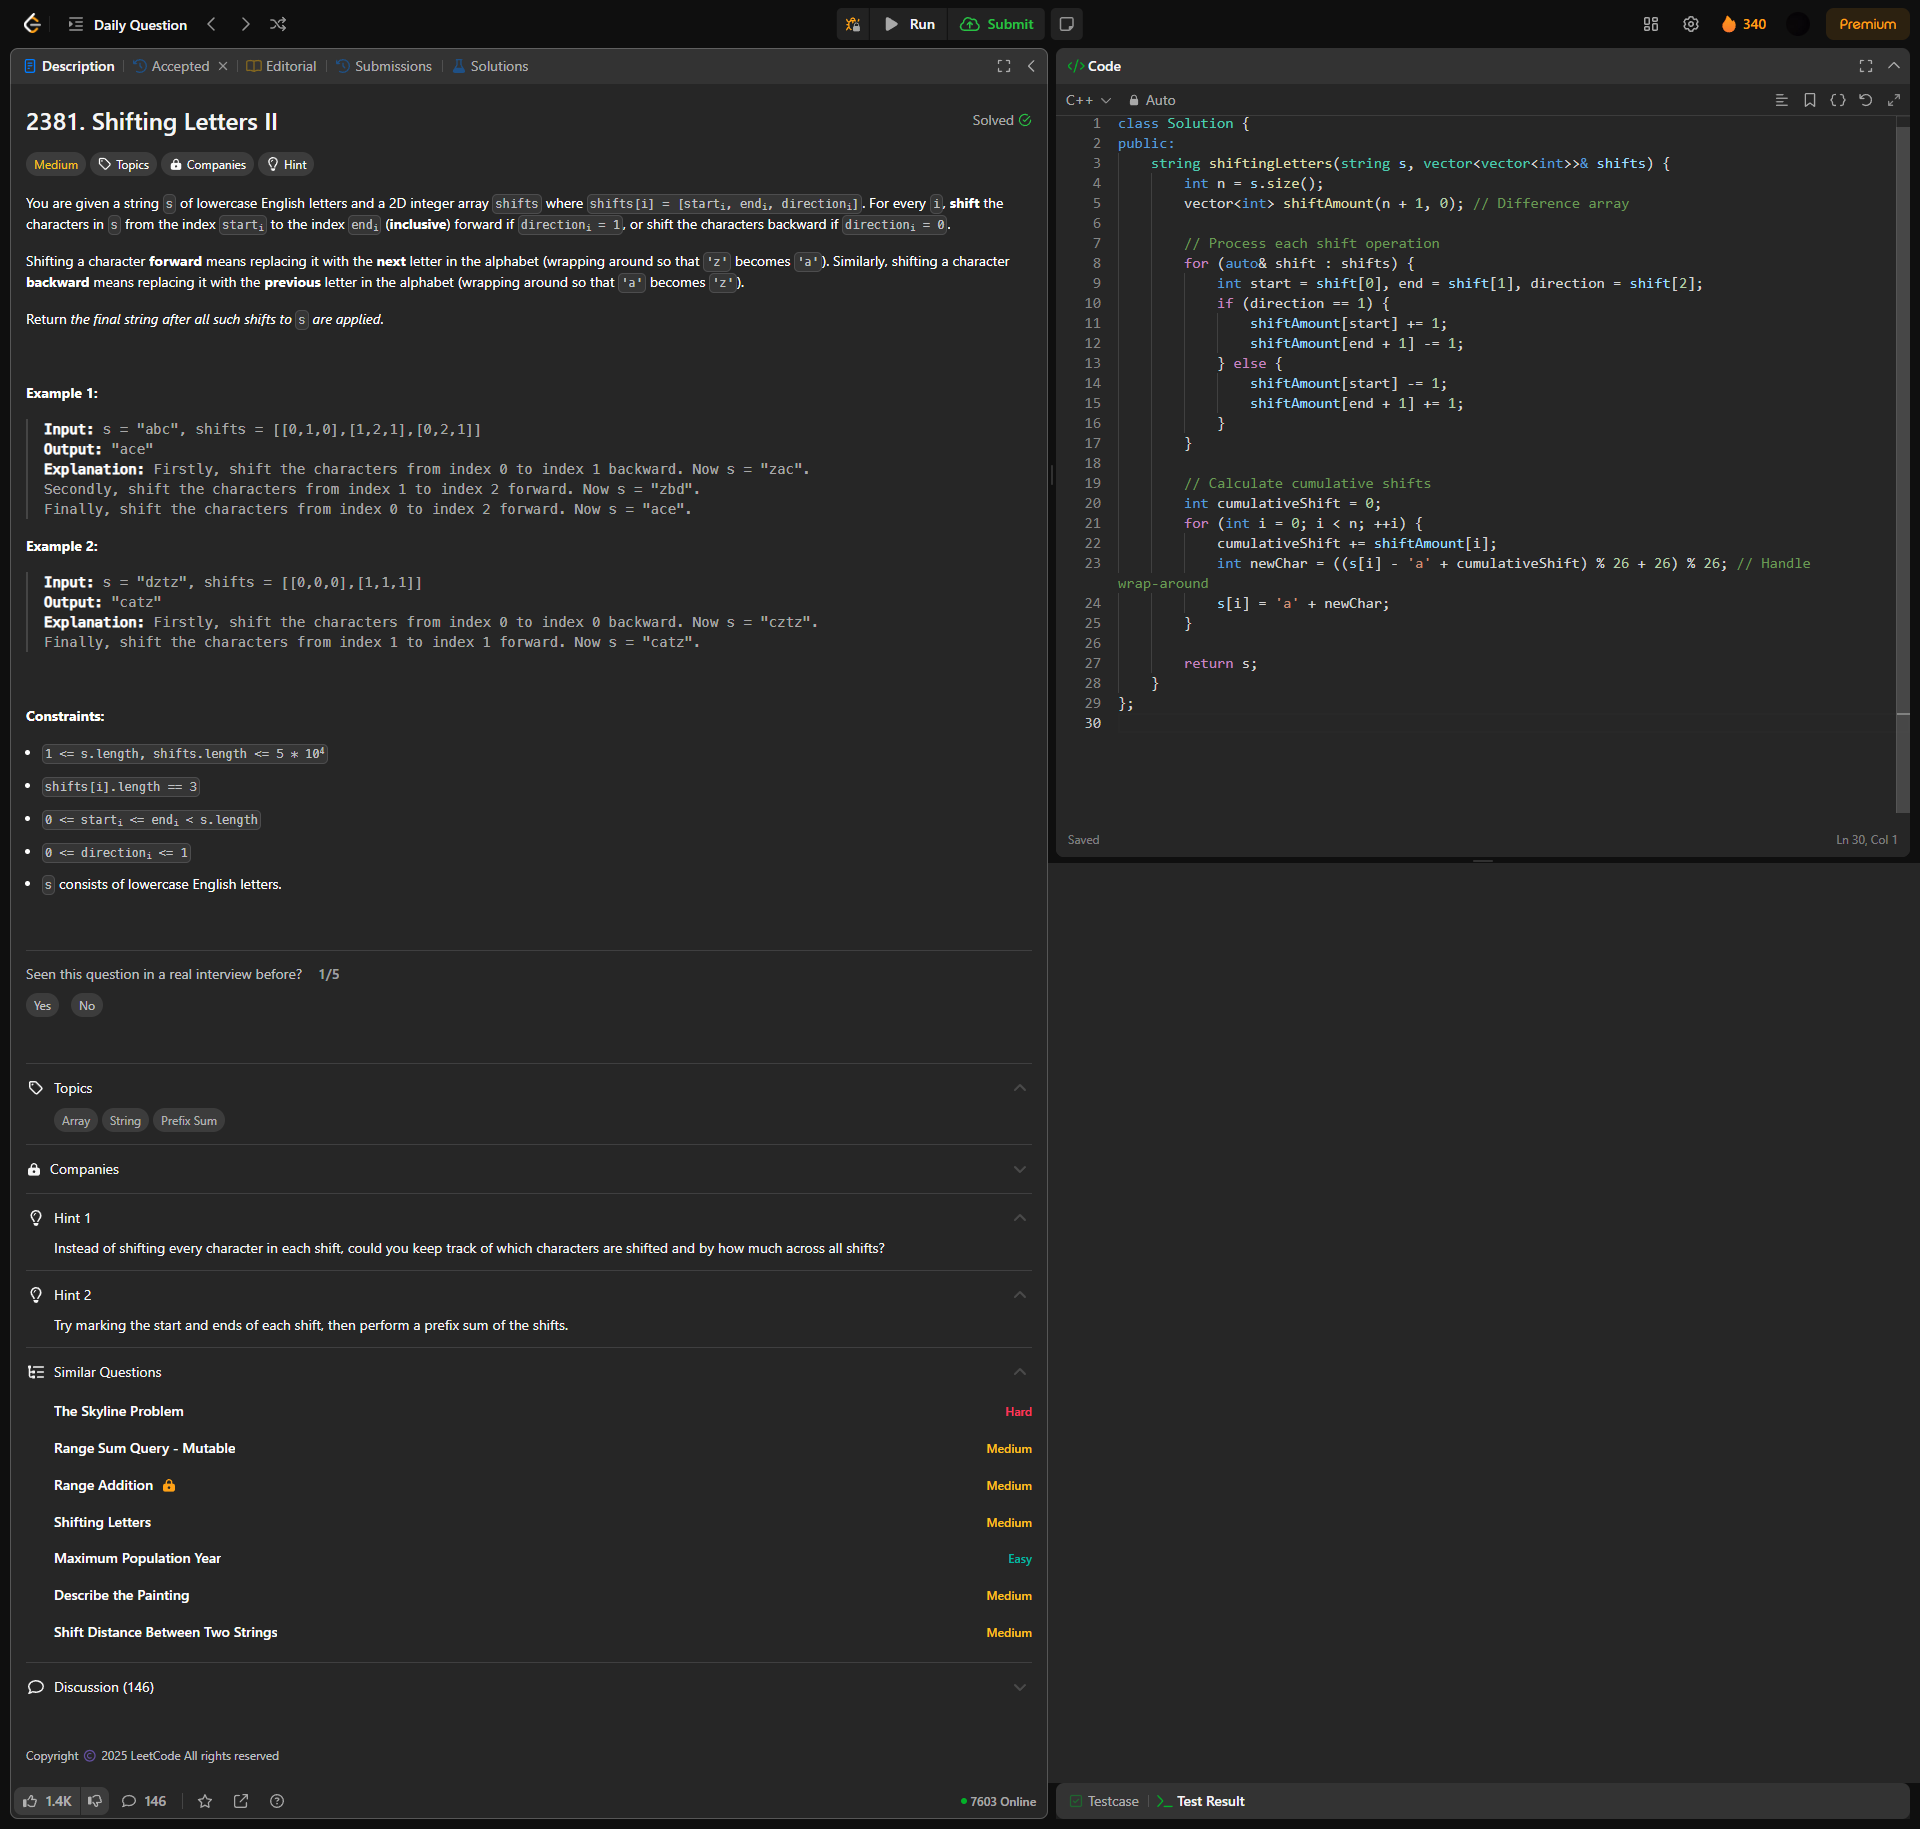 Daily Question
Run
Submit
340
Premium
Description
Accepted
Editorial
Submissions
Solutions
2381. Shifting Letters II
Solved
Medium
Topics
Companies
Hint
You are given a string s of lowercase English letters and a 2D integer array shifts where shifts[i] = [starti, endi, directioni]. For every i, shift the
characters in s from the index starti to the index endi (inclusive) forward if directioni = 1, or shift the characters backward if directioni = 0.
Shifting a character forward means replacing it with the next letter in the alphabet (wrapping around so that 'z' becomes 'a'). Similarly, shifting a character
backward means replacing it with the previous letter in the alphabet (wrapping around so that 'a' becomes 'z').
Return the final string after all such shifts to s are applied.
Example 1:
Input: s = "abc", shifts = [[0,1,0],[1,2,1],[0,2,1]]
Output: "ace"
Explanation: Firstly, shift the characters from index 0 to index 1 backward. Now s = "zac".
Secondly, shift the characters from index 1 to index 2 forward. Now s = "zbd".
Finally, shift the characters from index 0 to index 2 forward. Now s = "ace".
Example 2:
Input: s = "dztz", shifts = [[0,0,0],[1,1,1]]
Output: "catz"
Explanation: Firstly, shift the characters from index 0 to index 0 backward. Now s = "cztz".
Finally, shift the characters from index 1 to index 1 forward. Now s = "catz".
Constraints:
1 <= s.length, shifts.length <= 5 * 10⁴
shifts[i].length == 3
0 <= starti <= endi < s.length
0 <= directioni <= 1
s consists of lowercase English letters.
Seen this question in a real interview before? 1/5
Yes
No
Topics
Array
String
Prefix Sum
Companies
Hint 1
Instead of shifting every character in each shift, could you keep track of which characters are shifted and by how much across all shifts?
Hint 2
Try marking the start and ends of each shift, then perform a prefix sum of the shifts.
Similar Questions
The Skyline Problem Hard
Range Sum Query - Mutable Medium
Range Addition Medium
Shifting Letters Medium
Maximum Population Year Easy
Describe the Painting Medium
Shift Distance Between Two Strings Medium
Discussion (146)
Copyright © 2025 LeetCode All rights reserved
1.4K
146
7603 Online
</> Code
C++
Auto
1 class Solution {
2 public:
3 string shiftingLetters(string s, vector<vector<int>>& shifts) {
4 int n = s.size();
5 vector<int> shiftAmount(n + 1, 0); // Difference array
6
7 // Process each shift operation
8 for (auto& shift : shifts) {
9 int start = shift[0], end = shift[1], direction = shift[2];
10 if (direction == 1) {
11 shiftAmount[start] += 1;
12 shiftAmount[end + 1] -= 1;
13 } else {
14 shiftAmount[start] -= 1;
15 shiftAmount[end + 1] += 1;
16 }
17 }
18
19 // Calculate cumulative shifts
20 int cumulativeShift = 0;
21 for (int i = 0; i < n; ++i) {
22 cumulativeShift += shiftAmount[i];
23 int newChar = ((s[i] - 'a' + cumulativeShift) % 26 + 26) % 26; // Handle
wrap-around
24 s[i] = 'a' + newChar;
25 }
26
27 return s;
28 }
29 };
30
Saved
Ln 30, Col 1
Testcase
Test Result